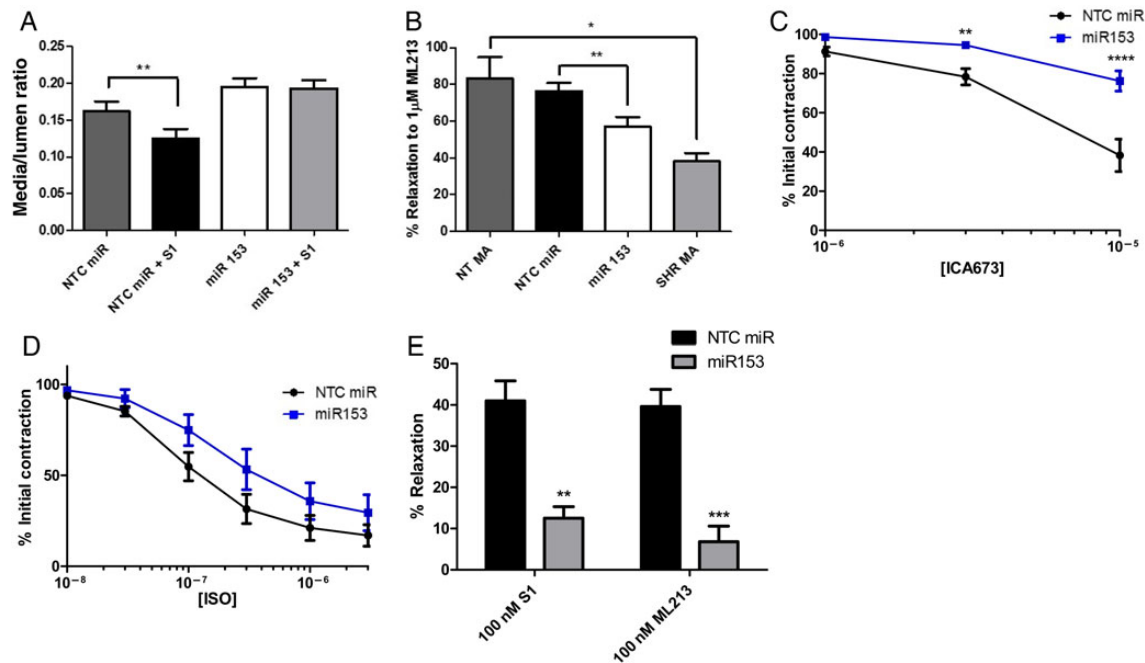 A
Media/lumen ratio
0.25
0.20
0.15
0.10
0.05
0.00
**
NTC miR
NTC miR + S1
miR 153
miR 153 + S1
B
% Relaxation to 1µM ML213
100
80
60
40
20
0
*
**
NT MA
NTC miR
miR 153
SHR MA
C
NTC miR
miR153
% Initial contraction
100
80
60
40
20
0
**
****
10-6
10-5
[ICA673]
D
% Initial contraction
100
50
0
NTC miR
miR153
10-8
10-7
10-6
[ISO]
E
NTC miR
miR153
% Relaxation
50
40
30
20
10
0
**
***
100 nM S1
100 nM ML213